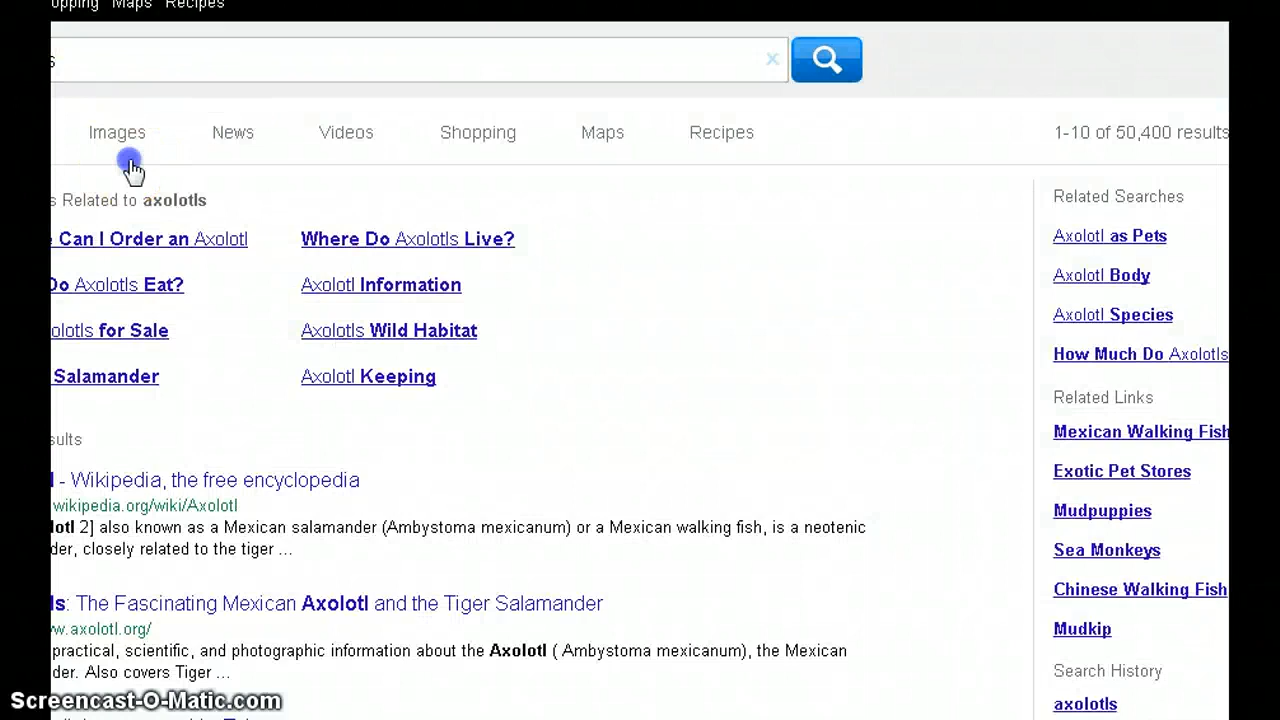 opping Maps Recipes
s
Images News Videos Shopping Maps Recipes 1-10 of 50,400 results
s Related to axolotls
Can I Order an Axolotl
Where Do Axolotls Live?
Do Axolotls Eat?
Axolotl Information
olotls for Sale
Axolotls Wild Habitat
Salamander
Axolotl Keeping
sults
l - Wikipedia, the free encyclopedia
wikipedia.org/wiki/Axolotl
lotl 2] also known as a Mexican salamander (Ambystoma mexicanum) or a Mexican walking fish, is a neotenic
der, closely related to the tiger ...
ls: The Fascinating Mexican Axolotl and the Tiger Salamander
w.axolotl.org/
practical, scientific, and photographic information about the Axolotl ( Ambystoma mexicanum), the Mexican
der. Also covers Tiger ...
Related Searches
Axolotl as Pets
Axolotl Body
Axolotl Species
How Much Do Axolotls
Related Links
Mexican Walking Fish
Exotic Pet Stores
Mudpuppies
Sea Monkeys
Chinese Walking Fish
Mudkip
Search History
axolotls
Screencast-O-Matic.com